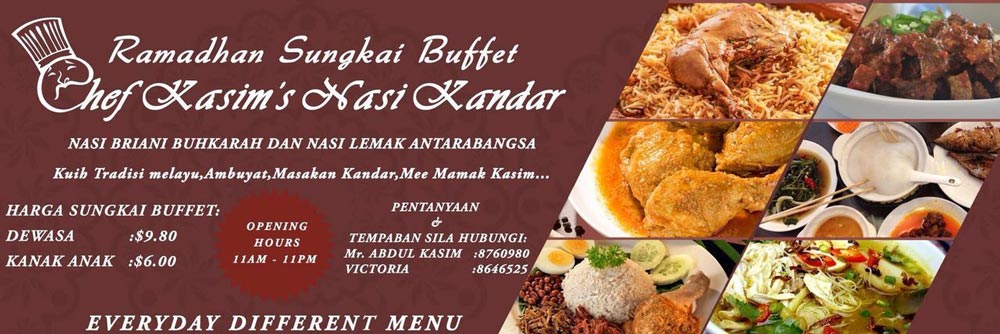 Ramadhan Sungkai Buffet
Chef Kasim's Nasi Kandar
NASI BRIANI BUHKARAH DAN NASI LEMAK ANTARABANGSA
Kuih Tradisi melayu,Ambuyat,Masakan Kandar,Mee Mamak Kasim...
HARGA SUNGKAI BUFFET:
DEWASA :$9.80
KANAK ANAK :$6.00
OPENING
HOURS
11AM - 11PM
PENTANYAAN
&
TEMPABAN SILA HUBUNGI:
Mr. ABDUL KASIM :8760980
VICTORIA :8646525
EVERYDAY DIFFERENT MENU